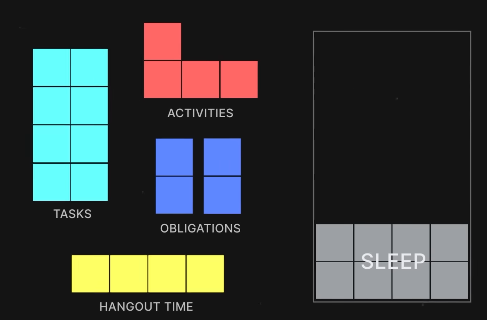 ACTIVITIES
TASKS
OBLIGATIONS
SLEEP
HANGOUT TIME